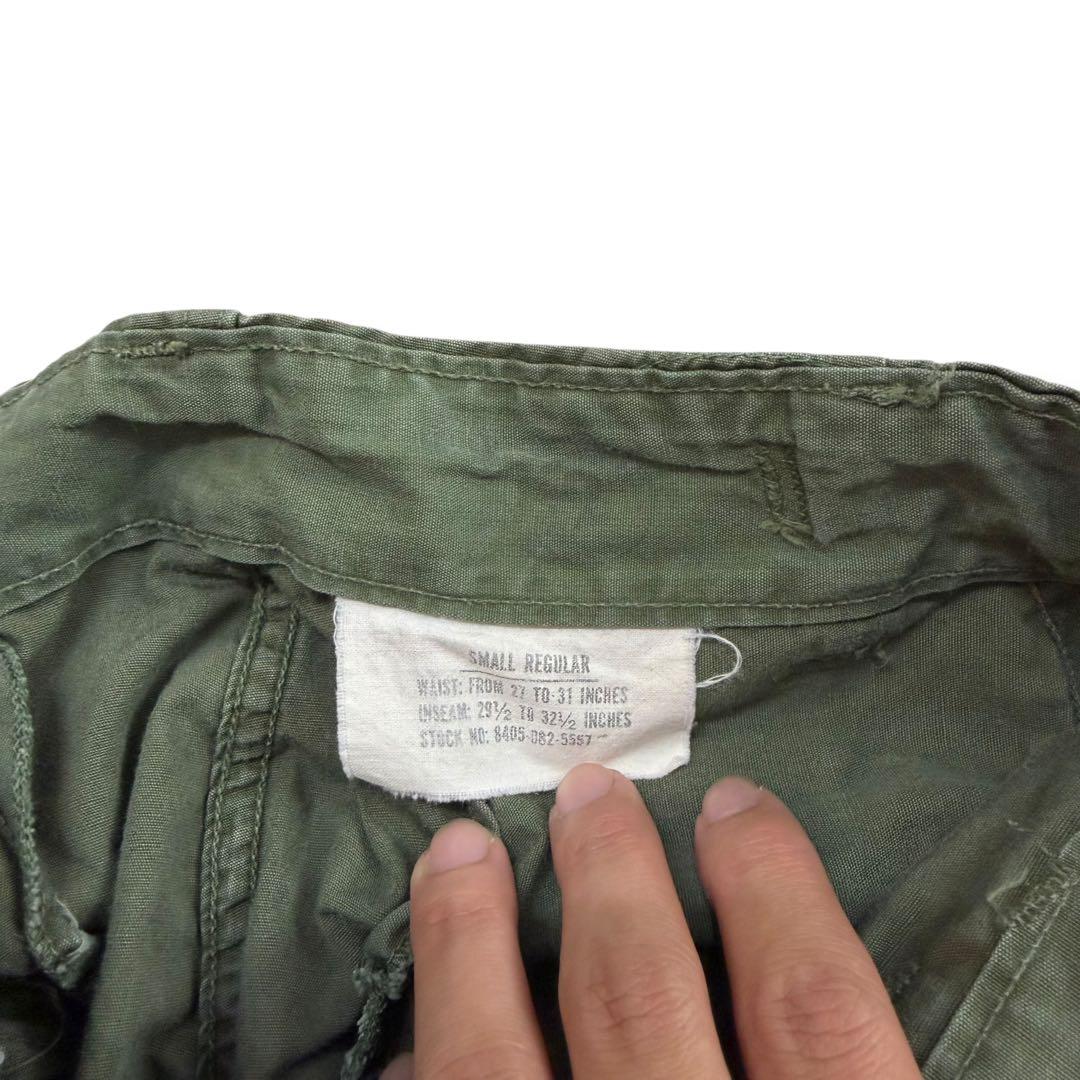 SMALL REGULAR
WAIST: FROM 27 TO 31 INCHES
INSEAM: 29½ TO 32½ INCHES
STOCK NO: 8405-082-5557